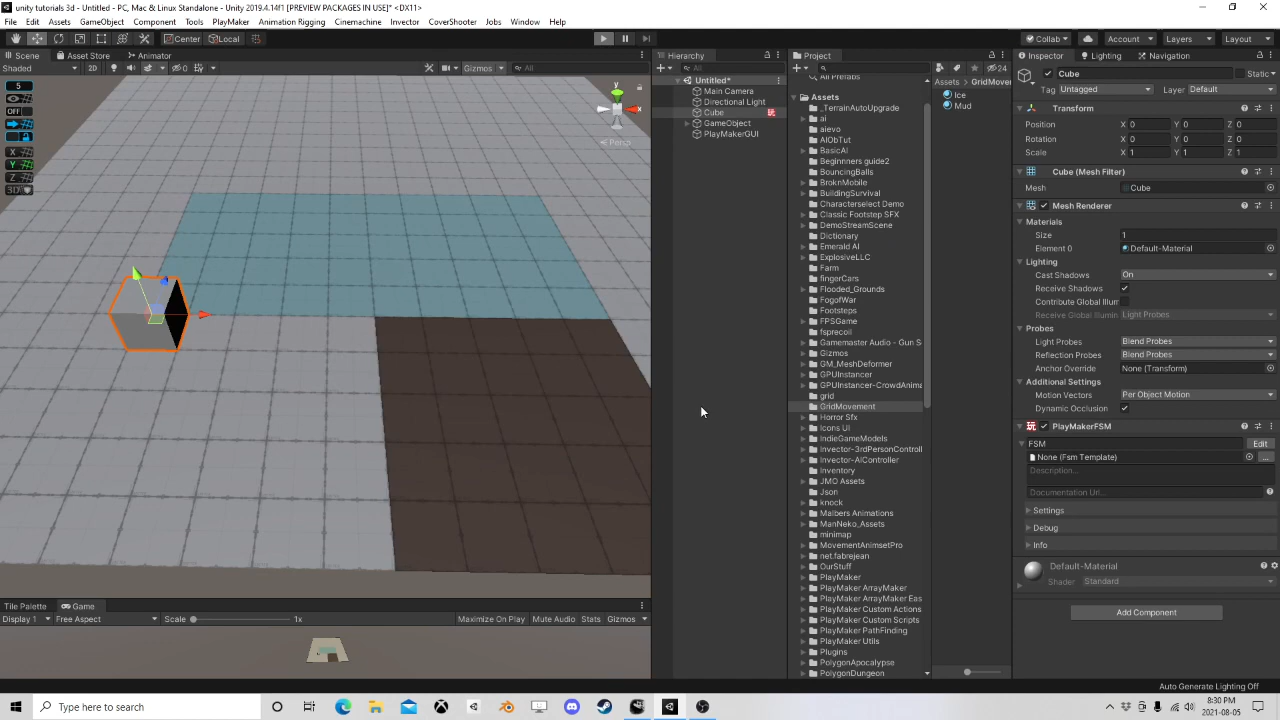 unity tutorials 3d - Untitled - PC, Mac & Linux Standalone - Unity 2019.4.14f1 [PREVIEW PACKAGES IN USE]* <DX11>
File Edit Assets GameObject Component Tools PlayMaker Animation Rigging Cinemachine Invector CoverShooter Jobs Window Help
Center Local Collab Account Layers Layout
Scene Asset Store Animator
Shaded 2D 0 Gizmos All
5
OFF
X
Y
Z
3D
y
x
Persp
Tile Palette Game
Display 1 Free Aspect Scale 1x Maximize On Play Mute Audio Stats Gizmos
Hierarchy
All
Untitled*
Main Camera
Directional Light
Cube
GameObject
PlayMakerGUI
Project
24
All Prefabs
Assets
_TerrainAutoUpgrade
ai
aievo
AIObTut
BasicAI
Beginnners guide2
BouncingBalls
BroknMobile
BuildingSurvival
Characterselect Demo
Classic Footstep SFX
DemoStreamScene
Dictionary
Emerald AI
ExplosiveLLC
Farm
fingerCars
Flooded_Grounds
FogofWar
Footsteps
FPSGame
fsprecoil
Gamemaster Audio - Gun S
Gizmos
GM_MeshDeformer
GPUInstancer
GPUInstancer-CrowdAnima
grid
GridMovement
Horror Sfx
Icons UI
IndieGameModels
Invector-3rdPersonControll
Invector-AIController
Inventory
JMO Assets
Json
knock
Malbers Animations
ManNeko_Assets
minimap
MovementAnimsetPro
net.fabrejean
OurStuff
PlayMaker
PlayMaker ArrayMaker
PlayMaker ArrayMaker Eas
PlayMaker Custom Actions
PlayMaker Custom Scripts
PlayMaker PathFinding
PlayMaker Utils
Plugins
PolygonApocalypse
PolygonDungeon
Assets GridMover
Ice
Mud
Inspector Lighting Navigation
Cube Static
Tag Untagged Layer Default
Transform
Position X 0 Y 0 Z 0
Rotation X 0 Y 0 Z 0
Scale X 1 Y 1 Z 1
Cube (Mesh Filter)
Mesh Cube
Mesh Renderer
Materials
Size 1
Element 0 Default-Material
Lighting
Cast Shadows On
Receive Shadows
Contribute Global Illum
Receive Global Illumin Light Probes
Probes
Light Probes Blend Probes
Reflection Probes Blend Probes
Anchor Override None (Transform)
Additional Settings
Motion Vectors Per Object Motion
Dynamic Occlusion
PlayMakerFSM
FSM Edit
None (Fsm Template) ...
Description...
Documentation Url...
Settings
Debug
Info
Default-Material
Shader Standard
Add Component
Auto Generate Lighting Off
Type here to search
8:30 PM
2021-08-05